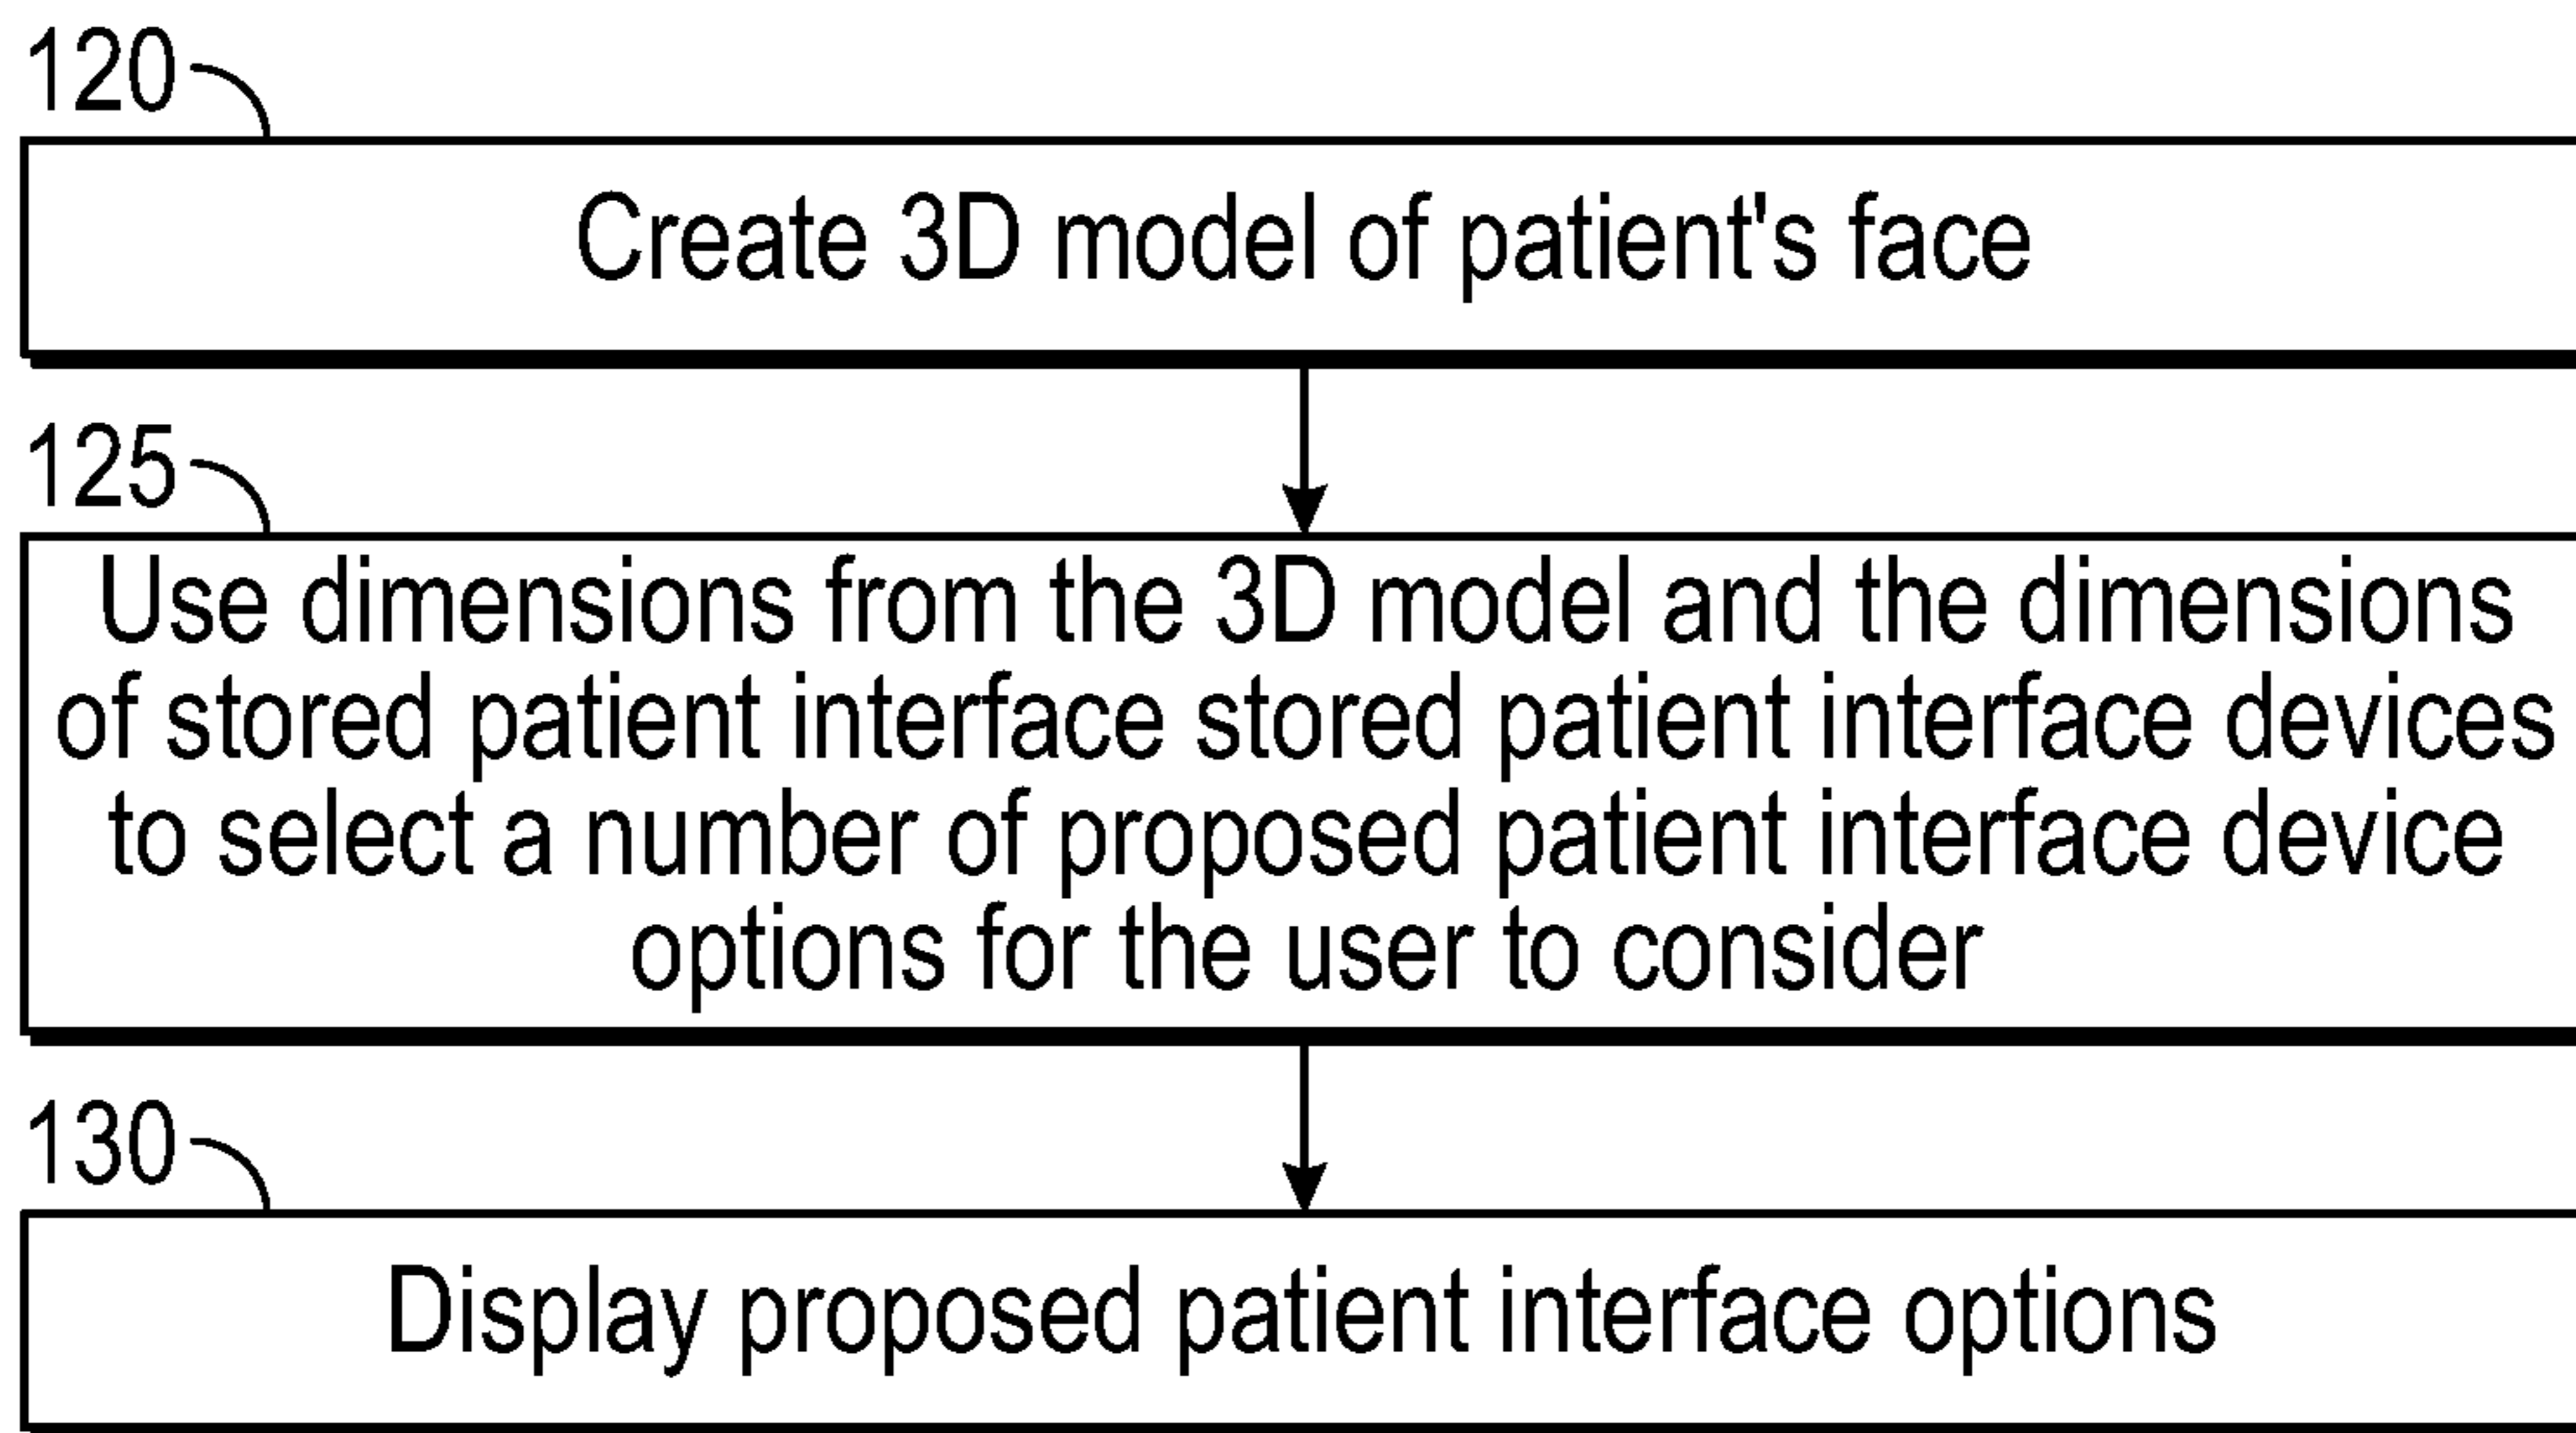 120
Create 3D model of patient's face
125
Use dimensions from the 3D model and the dimensions
of stored patient interface stored patient interface devices
to select a number of proposed patient interface device
options for the user to consider
130
Display proposed patient interface options